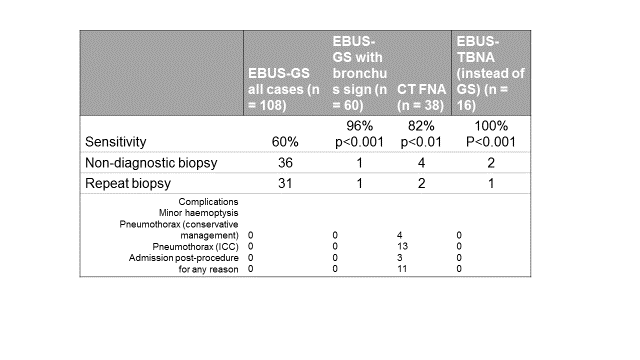 EBUS-GS all cases (n = 108)
EBUS-GS with bronchus sign (n = 60)
CT FNA (n = 38)
EBUS-TBNA (instead of GS) (n = 16)
Sensitivity 60% 96% p<0.001 82% p<0.01 100% P<0.001
Non-diagnostic biopsy 36 1 4 2
Repeat biopsy 31 1 2 1
Complications
Minor haemoptysis
Pneumothorax (conservative
management) 0 0 4 0
Pneumothorax (ICC) 0 0 13 0
Admission post-procedure 0 0 3 0
for any reason 0 0 11 0